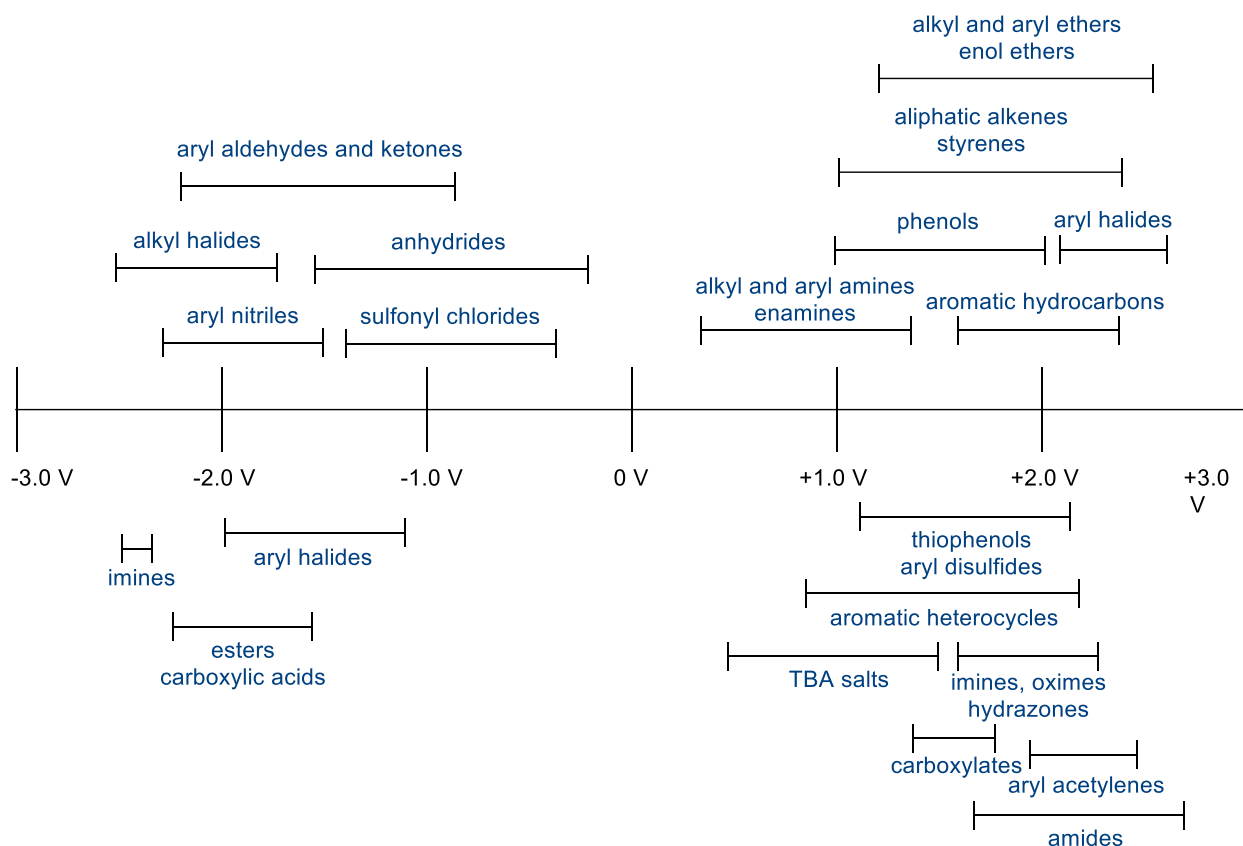 alkyl and aryl ethers
enol ethers
aliphatic alkenes
styrenes
aryl aldehydes and ketones
phenols
aryl halides
alkyl halides
anhydrides
alkyl and aryl amines
enamines
aromatic hydrocarbons
aryl nitriles
sulfonyl chlorides
-3.0 V
-2.0 V
-1.0 V
0 V
+1.0 V
+2.0 V
+3.0
V
thiophenols
aryl disulfides
aryl halides
imines
aromatic heterocycles
esters
carboxylic acids
TBA salts
imines, oximes
hydrazones
carboxylates
aryl acetylenes
amides